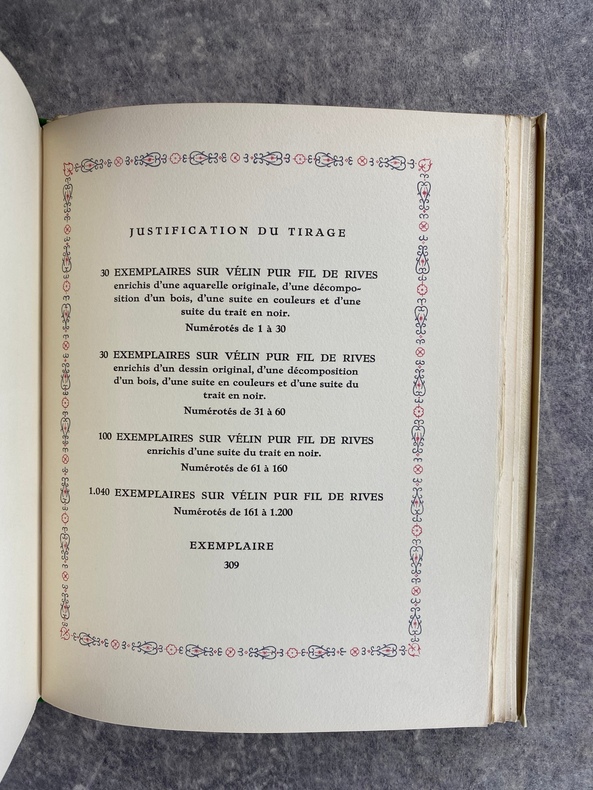 JUSTIFICATION DU TIRAGE
30 EXEMPLAIRES SUR VÉLIN PUR FIL DE RIVES
enrichis d'une aquarelle originale, d'une décompo-
sition d'un bois, d'une suite en couleurs et d'une
suite du trait en noir.
Numérotés de 1 à 30
30 EXEMPLAIRES SUR VÉLIN PUR FIL DE RIVES
enrichis d'un dessin original, d'une décomposition
d'un bois, d'une suite en couleurs et d'une suite du
trait en noir.
Numérotés de 31 à 60
100 EXEMPLAIRES SUR VÉLIN PUR FIL DE RIVES
enrichis d'une suite du trait en noir.
Numérotés de 61 à 160
1.040 EXEMPLAIRES SUR VÉLIN PUR FIL DE RIVES
Numérotés de 161 à 1.200
EXEMPLAIRE
309